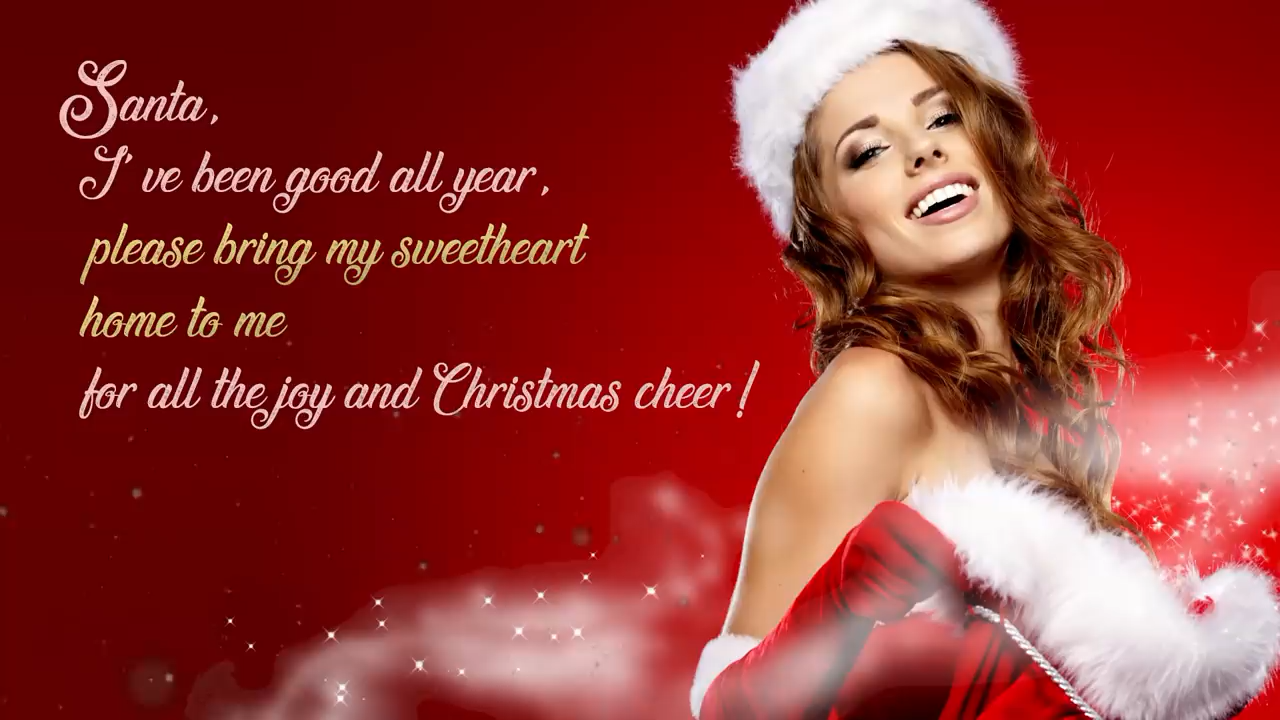 Santa,
I've been good all year,
please bring my sweetheart
home to me
for all the joy and Christmas cheer!